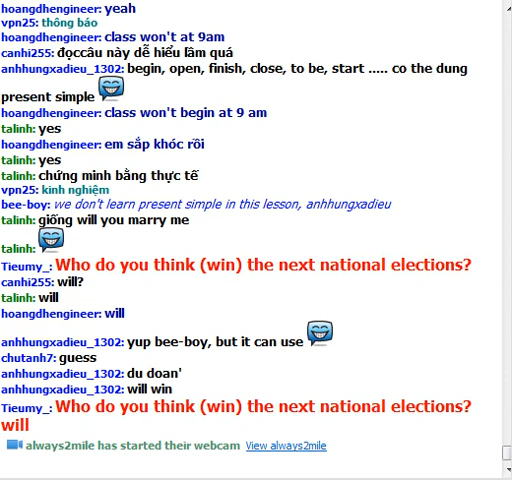 hoangdhengineer: yeah
vpn25: thông báo
hoangdhengineer: class won't at 9am
canhi255: đọccâu này dễ hiểu lầm quá
anhhungxadieu_1302: begin, open, finish, close, to be, start ..... co the dung
present simple
hoangdhengineer: class won't begin at 9 am
talinh: yes
hoangdhengineer: em sắp khóc rồi
talinh: yes
talinh: chứng minh bằng thực tế
vpn25: kinh nghiệm
bee-boy: we don't learn present simple in this lesson, anhhungxadieu
talinh: giống will you marry me
talinh:
Tieumy_: Who do you think (win) the next national elections?
canhi255: will?
talinh: will
hoangdhengineer: will
anhhungxadieu_1302: yup bee-boy, but it can use
chutanh7: guess
anhhungxadieu_1302: du doan'
anhhungxadieu_1302: will win
Tieumy_: Who do you think (win) the next national elections?
will
always2mile has started their webcam View always2mile